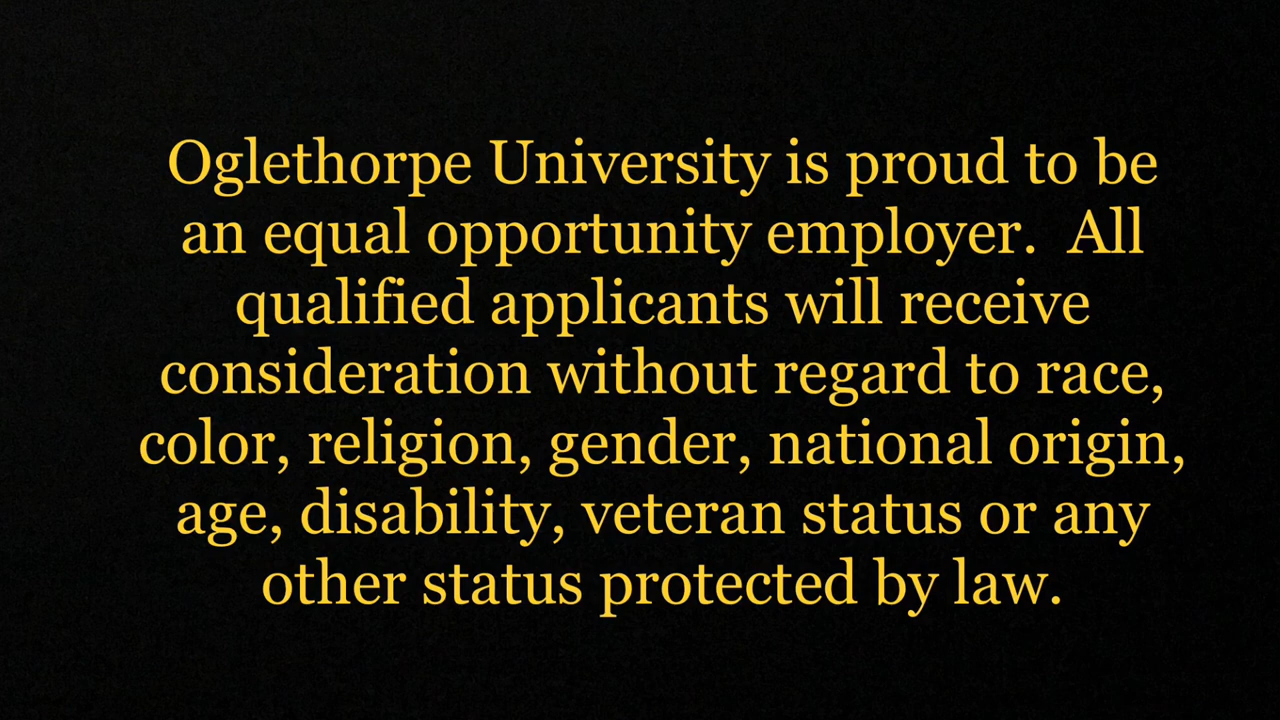 Oglethorpe University is proud to be
an equal opportunity employer.  All
qualified applicants will receive
consideration without regard to race,
color, religion, gender, national origin,
age, disability, veteran status or any
other status protected by law.